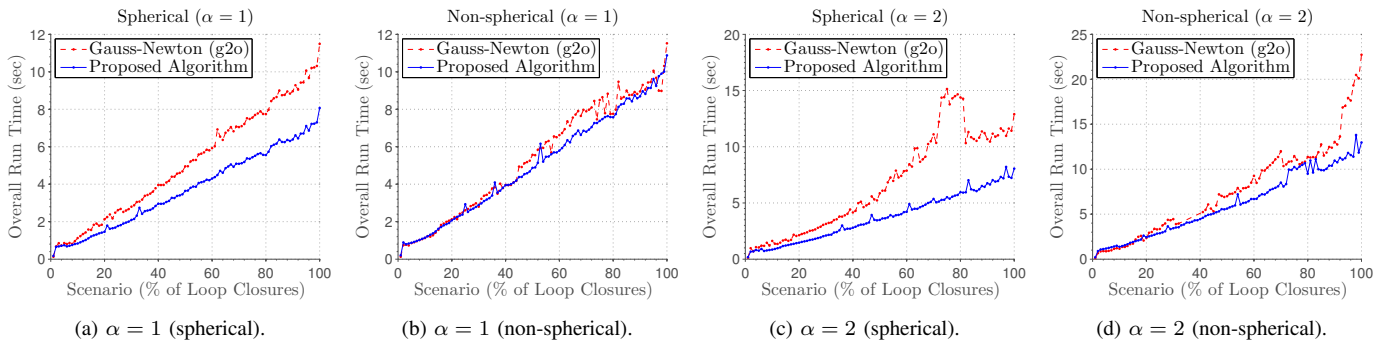 Spherical (α = 1)
12
10
8
6
4
2
0
0 20 40 60 80 100
Overall Run Time (sec)
Gauss-Newton (g2o)
Proposed Algorithm
Scenario (% of Loop Closures)
(a) α = 1 (spherical).
Non-spherical (α = 1)
12
10
8
6
4
2
0
0 20 40 60 80 100
Overall Run Time (sec)
Gauss-Newton (g2o)
Proposed Algorithm
Scenario (% of Loop Closures)
(b) α = 1 (non-spherical).
Spherical (α = 2)
20
15
10
5
0
0 20 40 60 80 100
Overall Run Time (sec)
Gauss-Newton (g2o)
Proposed Algorithm
Scenario (% of Loop Closures)
(c) α = 2 (spherical).
Non-spherical (α = 2)
25
20
15
10
5
0
0 20 40 60 80 100
Overall Run Time (sec)
Gauss-Newton (g2o)
Proposed Algorithm
Scenario (% of Loop Closures)
(d) α = 2 (non-spherical).